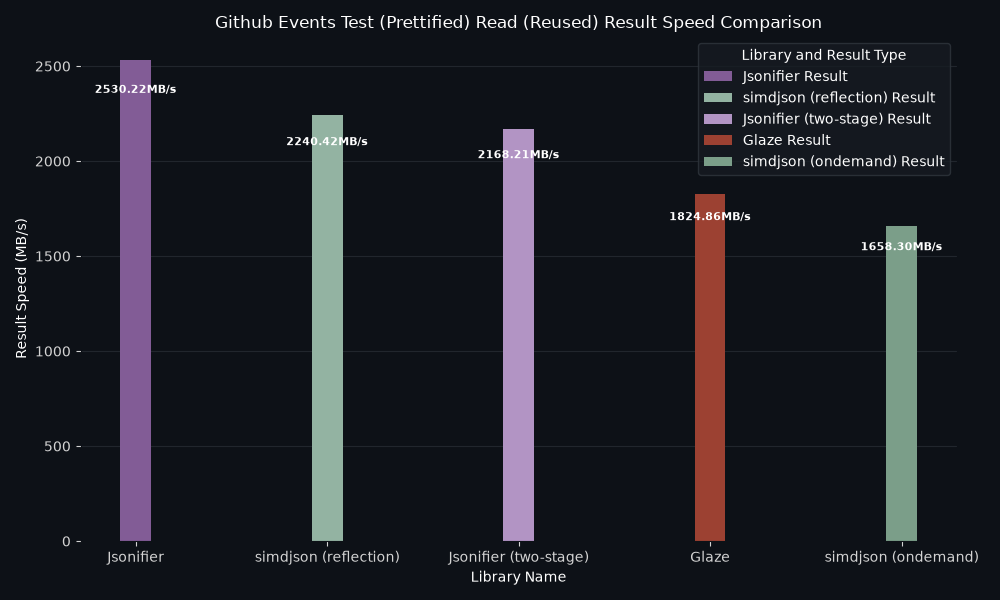 Github Events Test (Prettified) Read (Reused) Result Speed Comparison
Library and Result Type
Jsonifier Result
simdjson (reflection) Result
Jsonifier (two-stage) Result
Glaze Result
simdjson (ondemand) Result
2530.22MB/s
2240.42MB/s
2168.21MB/s
1824.86MB/s
1658.30MB/s
Result Speed (MB/s)
2500
2000
1500
1000
500
0
Jsonifier
simdjson (reflection)
Jsonifier (two-stage)
Glaze
simdjson (ondemand)
Library Name